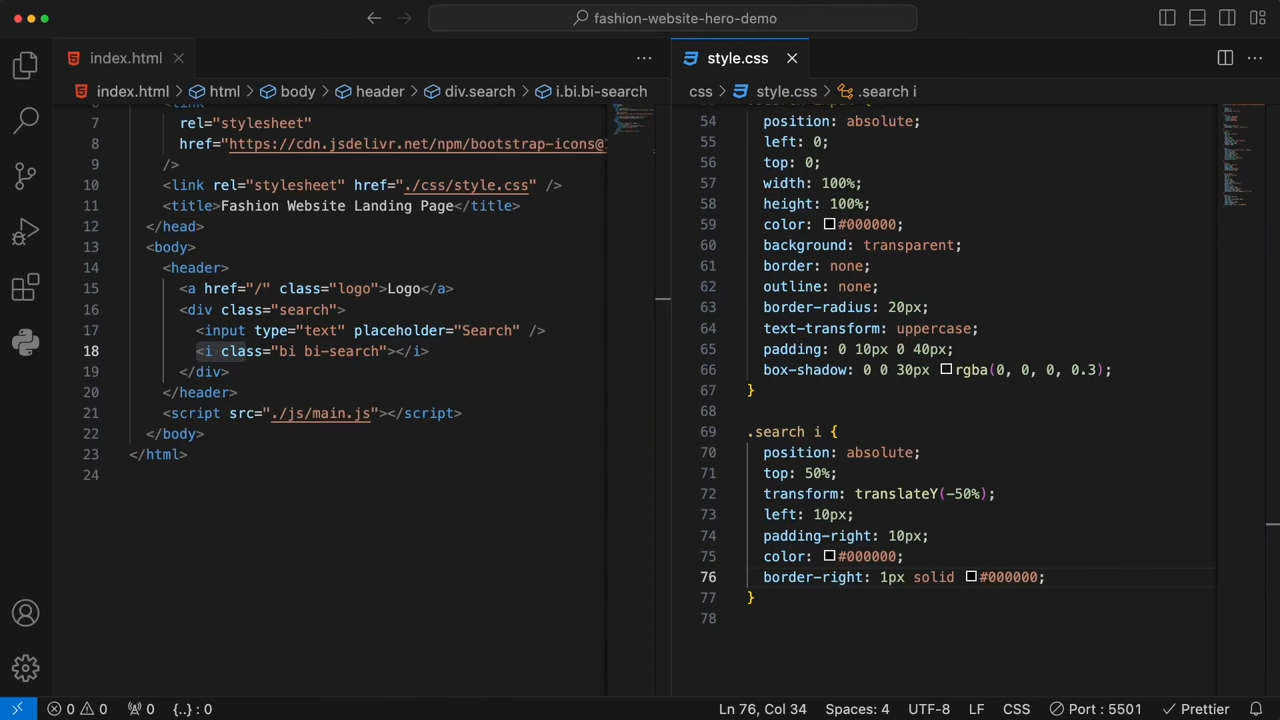 fashion-website-hero-demo
index.html
style.css
index.html > html > body > header > div.search > i.bi.bi-search
css > style.css > .search i
7 rel="stylesheet"
8 href="https://cdn.jsdelivr.net/npm/bootstrap-icons@1
9 />
10 <link rel="stylesheet" href="./css/style.css" />
11 <title>Fashion Website Landing Page</title>
12 </head>
13 <body>
14 <header>
15 <a href="/" class="logo">Logo</a>
16 <div class="search">
17 <input type="text" placeholder="Search" />
18 <i class="bi bi-search"></i>
19 </div>
20 </header>
21 <script src="./js/main.js"></script>
22 </body>
23 </html>
24
54 position: absolute;
55 left: 0;
56 top: 0;
57 width: 100%;
58 height: 100%;
59 color: #000000;
60 background: transparent;
61 border: none;
62 outline: none;
63 border-radius: 20px;
64 text-transform: uppercase;
65 padding: 0 10px 0 40px;
66 box-shadow: 0 0 30px rgba(0, 0, 0, 0.3);
67 }
68
69 .search i {
70 position: absolute;
71 top: 50%;
72 transform: translateY(-50%);
73 left: 10px;
74 padding-right: 10px;
75 color: #000000;
76 border-right: 1px solid #000000;
77 }
78
0 0 0 {..} : 0 Ln 76, Col 34 Spaces: 4 UTF-8 LF CSS Port : 5501 Prettier